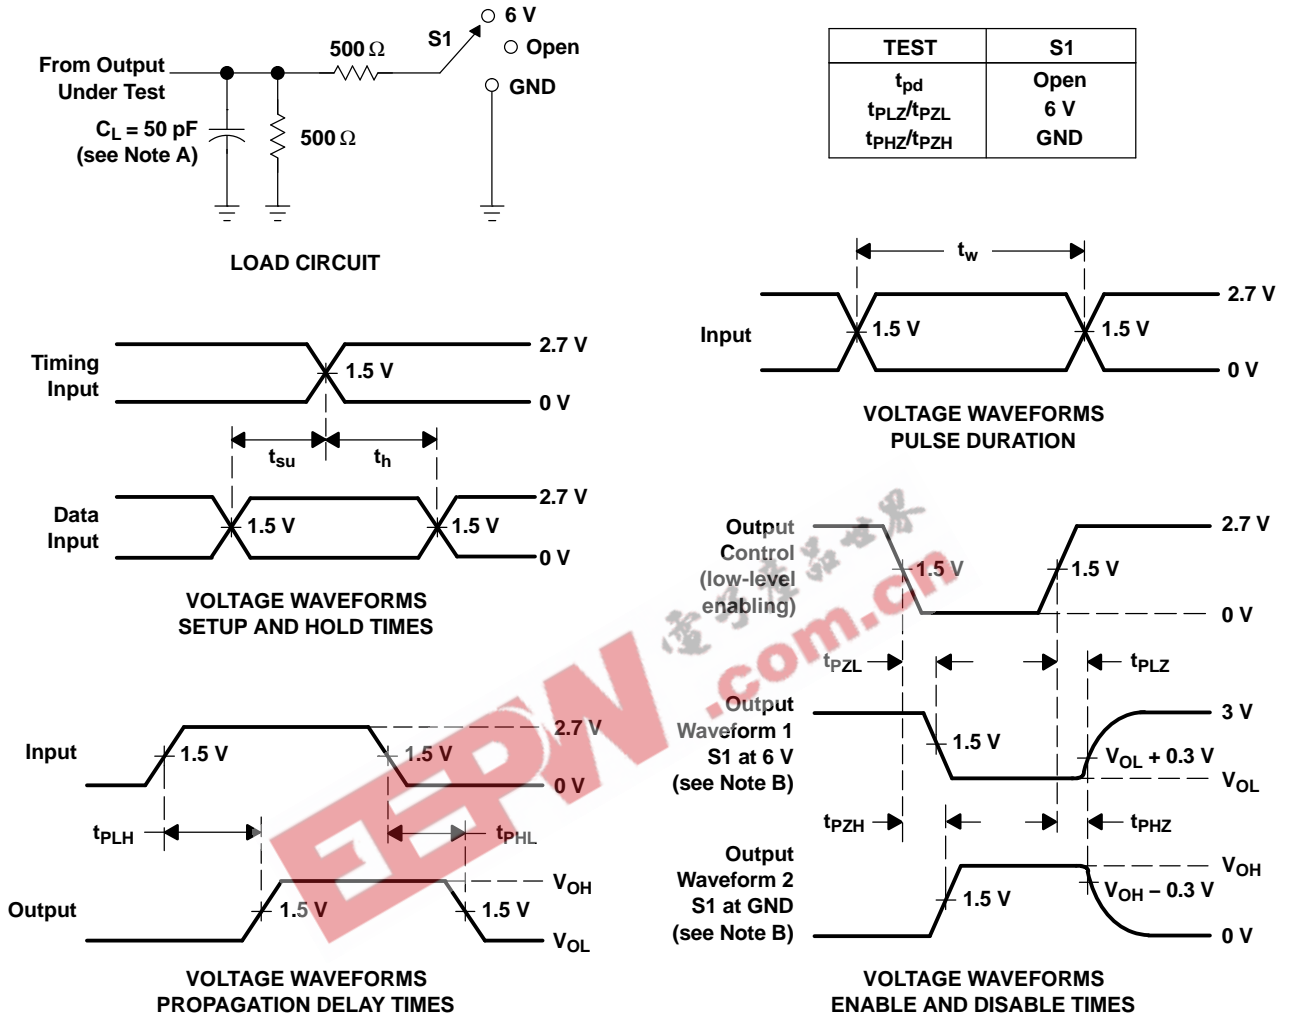 6 V
S1
Open
GND
500 Ω
From Output
Under Test
CL = 50 pF
(see Note A)
500 Ω
LOAD CIRCUIT
TEST S1
tpd Open
tPLZ/tPZL 6 V
tPHZ/tPZH GND
tw
Input
1.5 V
1.5 V
2.7 V
0 V
VOLTAGE WAVEFORMS
PULSE DURATION
Timing
Input
1.5 V
2.7 V
0 V
tsu
th
Data
Input
1.5 V
1.5 V
2.7 V
0 V
VOLTAGE WAVEFORMS
SETUP AND HOLD TIMES
Input
1.5 V
1.5 V
2.7 V
0 V
tPLH
tPHL
Output
1.5 V
1.5 V
VOH
VOL
VOLTAGE WAVEFORMS
PROPAGATION DELAY TIMES
Output
Control
(low-level
enabling)
1.5 V
1.5 V
2.7 V
0 V
tPZL
tPLZ
Output
Waveform 1
S1 at 6 V
(see Note B)
1.5 V
3 V
VOL + 0.3 V
VOL
tPZH
tPHZ
Output
Waveform 2
S1 at GND
(see Note B)
1.5 V
VOH
VOH − 0.3 V
0 V
VOLTAGE WAVEFORMS
ENABLE AND DISABLE TIMES
EEPW
.com.cn
電子產品世界